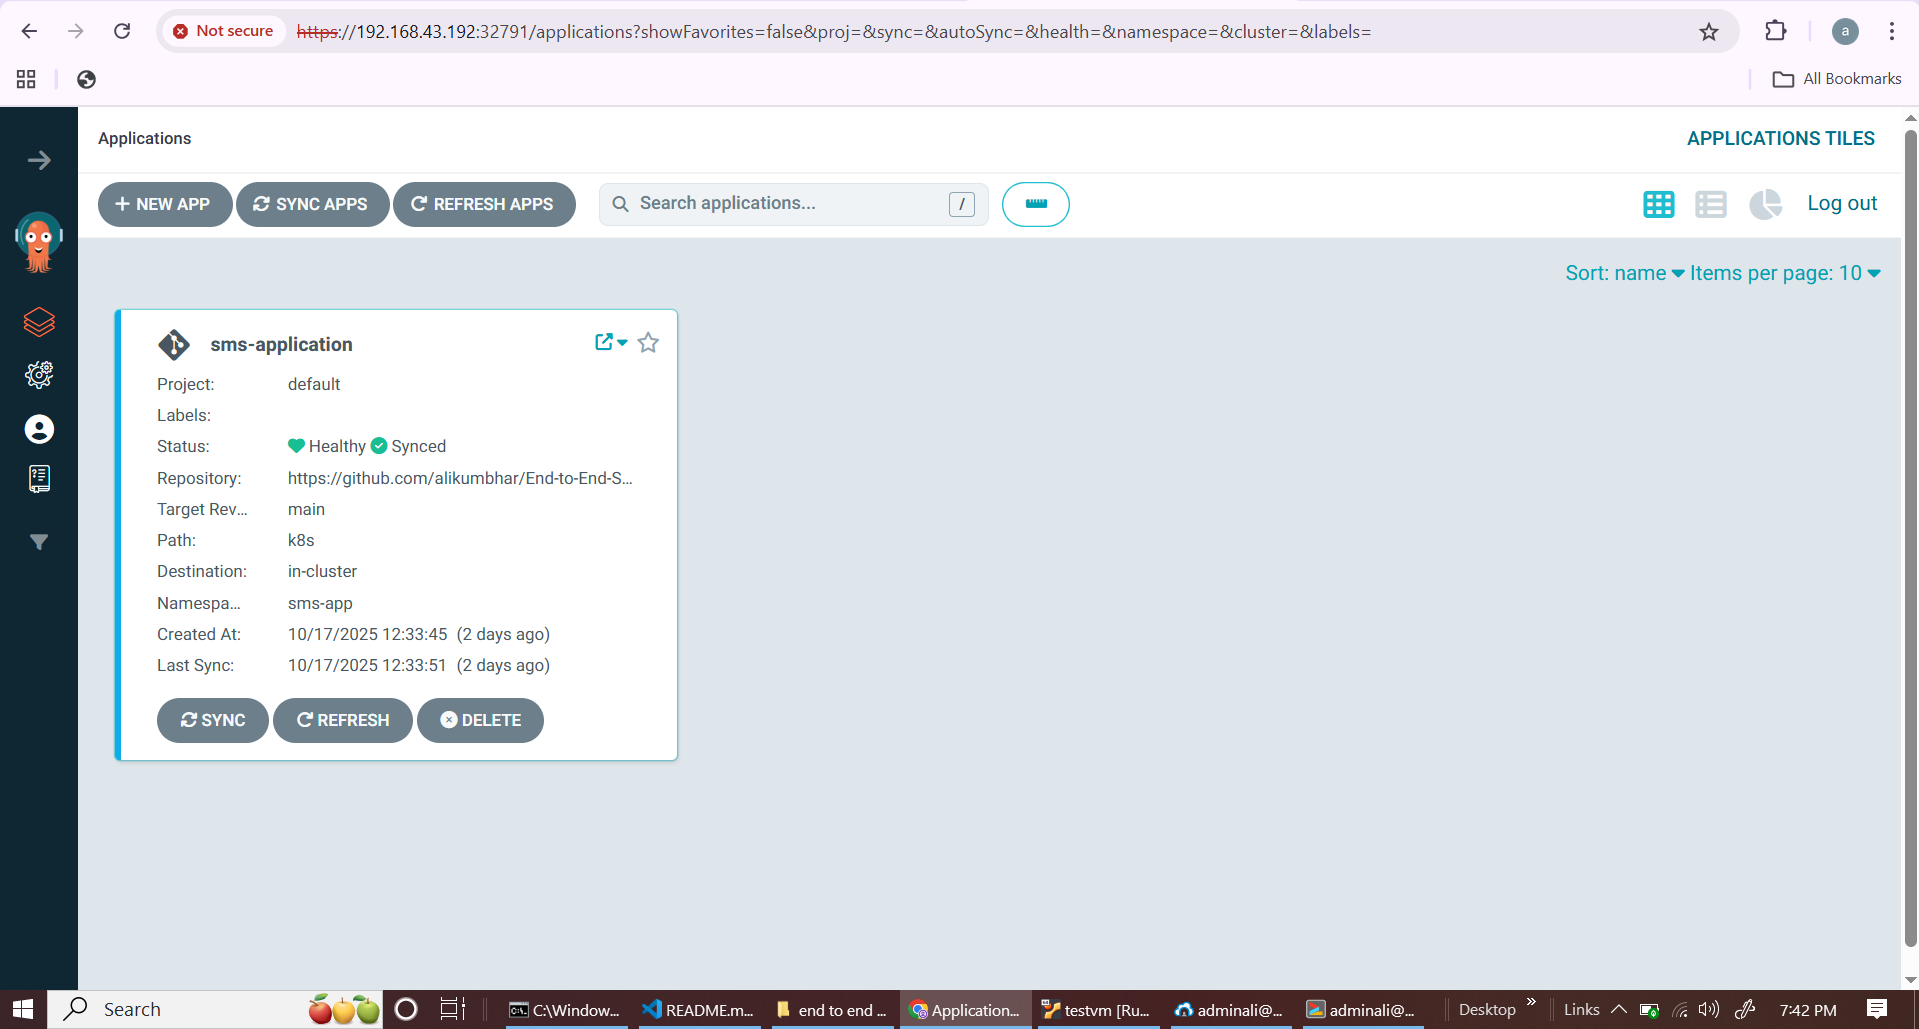 Not secure https://192.168.43.192:32791/applications?showFavorites=false&proj=&sync=&autoSync=&health=&namespace=&cluster=&labels= a
All Bookmarks
Applications APPLICATIONS TILES
NEW APP SYNC APPS REFRESH APPS Search applications... / Log out
Sort: name Items per page: 10
sms-application
Project: default
Labels:
Status: Healthy Synced
Repository: https://github.com/alikumbhar/End-to-End-S...
Target Rev... main
Path: k8s
Destination: in-cluster
Namespa... sms-app
Created At: 10/17/2025 12:33:45 (2 days ago)
Last Sync: 10/17/2025 12:33:51 (2 days ago)
SYNC REFRESH DELETE
Search C:\Window... README.m... end to end ... Application... testvm [Ru... adminali@... adminali@... Desktop » Links 7:42 PM